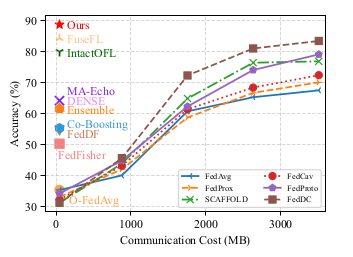 90
80
70
60
50
40
30
Accuracy (%)
Ours
FuseFL
IntactOFL
MA-Echo
DENSE
Ensemble
Co-Boosting
FedDF
FedFisher
O-FedAvg
FedAvg
FedProx
SCAFFOLD
FedCav
FedProto
FedDC
0
1000
2000
3000
Communication Cost (MB)